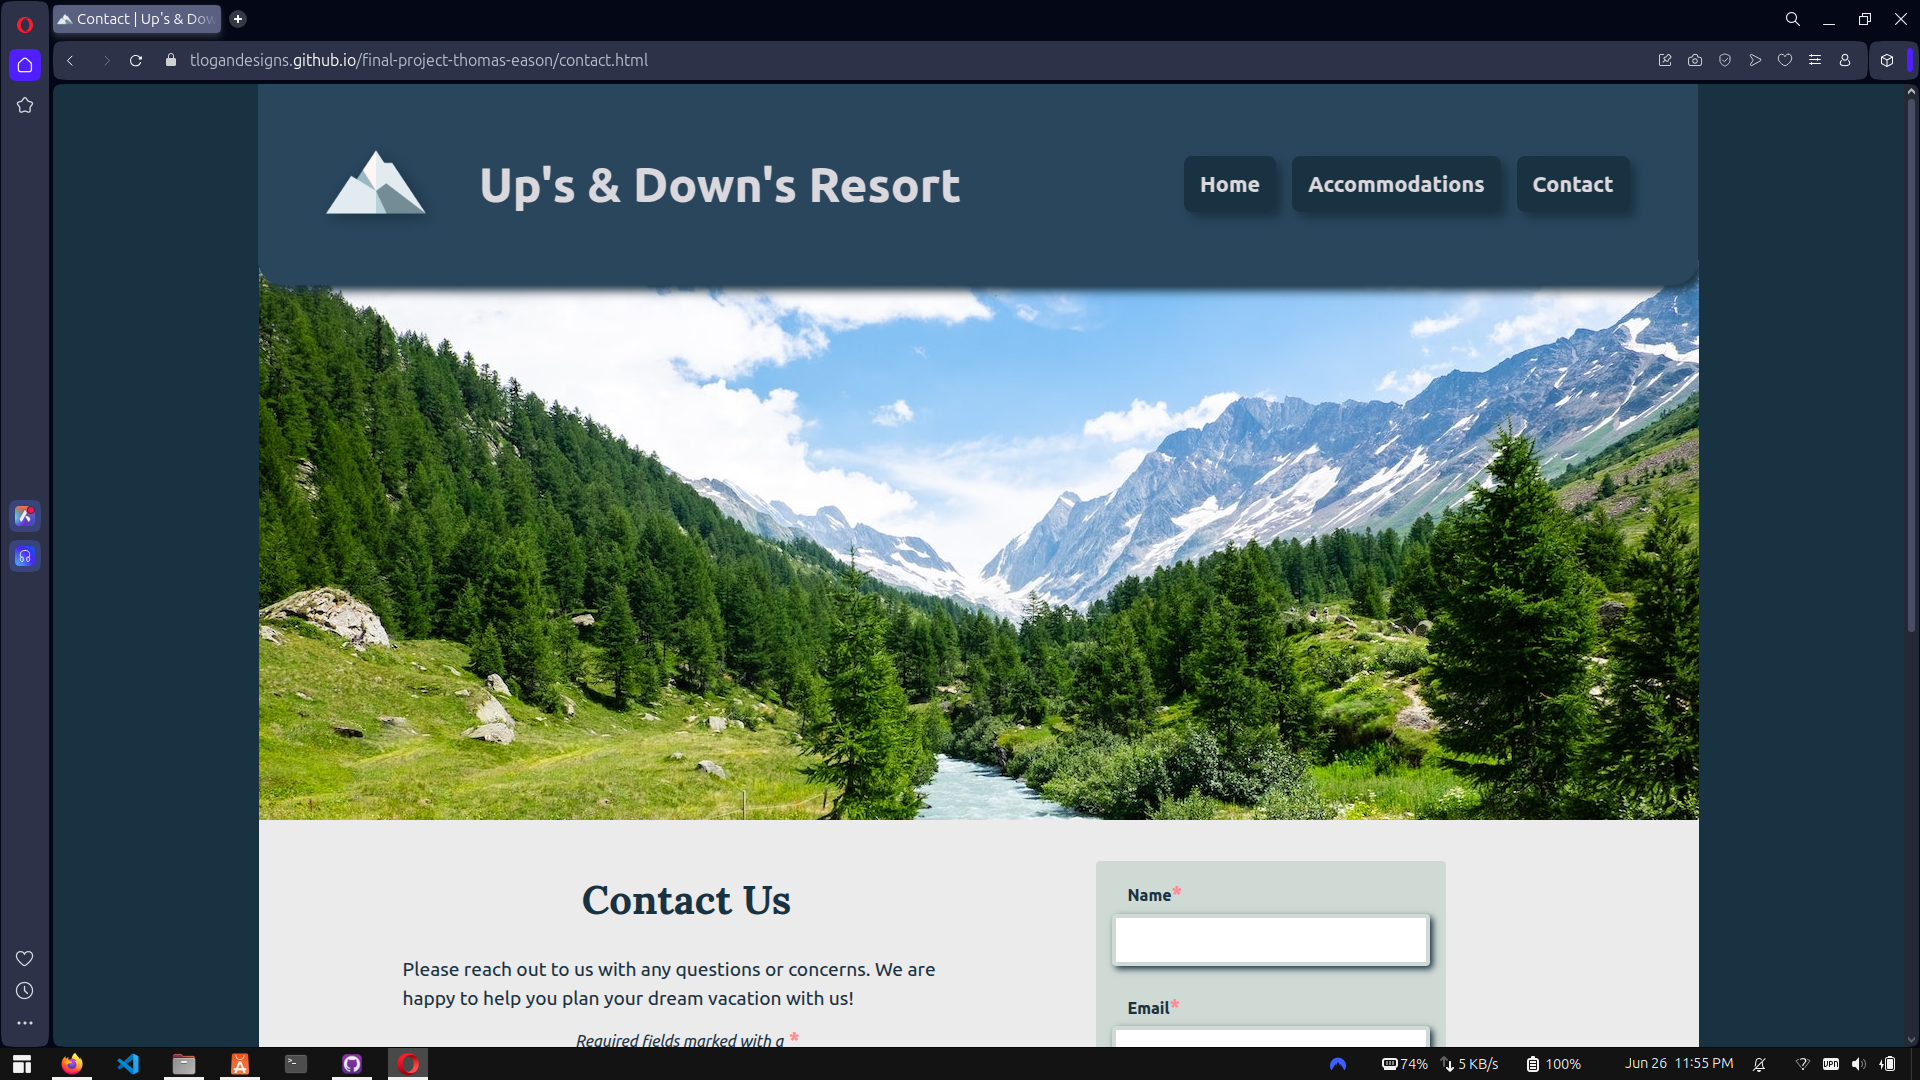 Contact | Up's & Dow
tlogandesigns.github.io/final-project-thomas-eason/contact.html
Up's & Down's Resort
Home
Accommodations
Contact
Contact Us
Please reach out to us with any questions or concerns. We are
happy to help you plan your dream vacation with us!
Required fields marked with a *
Name*
Email*
74%
5 KB/s
100%
Jun 26 11:55 PM
VPN